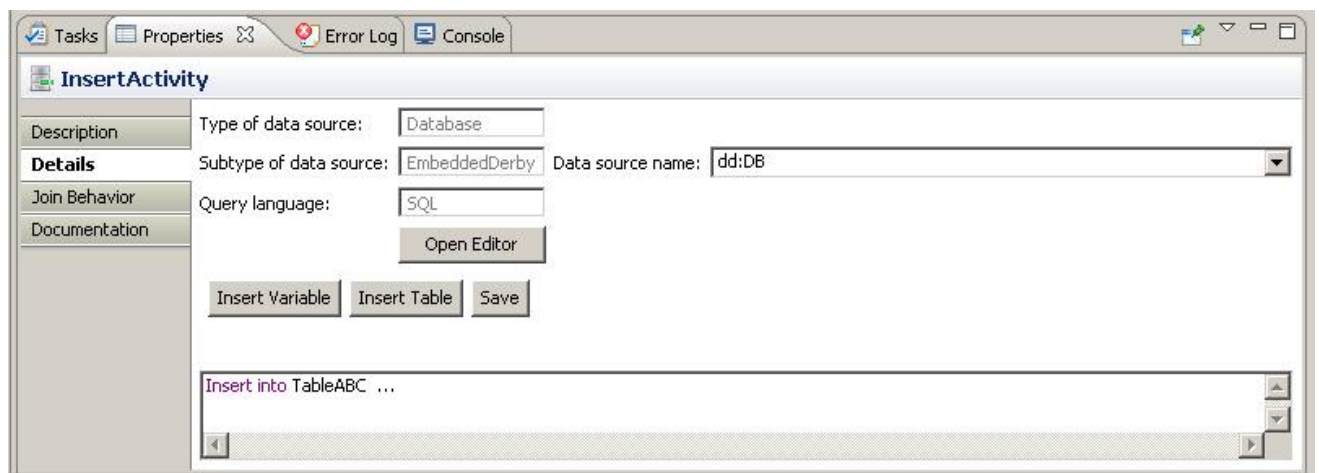 Tasks Properties Error Log Console
InsertActivity
Description
Details
Join Behavior
Documentation
Type of data source: Database
Subtype of data source: EmbeddedDerby Data source name: dd:DB
Query language: SQL
Open Editor
Insert Variable Insert Table Save
Insert into TableABC ...